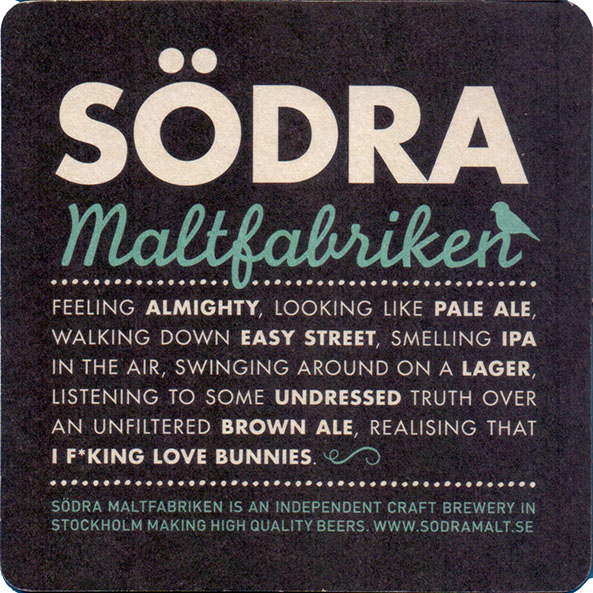 SÖDRA
Maltfabriken
FEELING ALMIGHTY, LOOKING LIKE PALE ALE,
WALKING DOWN EASY STREET, SMELLING IPA
IN THE AIR, SWINGING AROUND ON A LAGER,
LISTENING TO SOME UNDRESSED TRUTH OVER
AN UNFILTERED BROWN ALE, REALISING THAT
I F*KING LOVE BUNNIES.
SÖDRA MALTFABRIKEN IS AN INDEPENDENT CRAFT BREWERY IN
STOCKHOLM MAKING HIGH QUALITY BEERS. WWW.SODRAMALT.SE